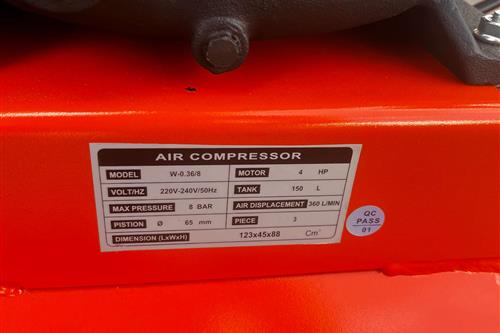 AIR COMPRESSOR
MODEL W-0.36/8 MOTOR 4 HP
VOLT/HZ 220V-240V/50Hz TANK 150 L
MAX PRESSURE 8 BAR AIR DISPLACEMENT 360 L/MIN
PISTION Ø 65 mm PIECE 3
DIMENSION (LxWxH) 123x45x88 Cm³
QC
PASS
01